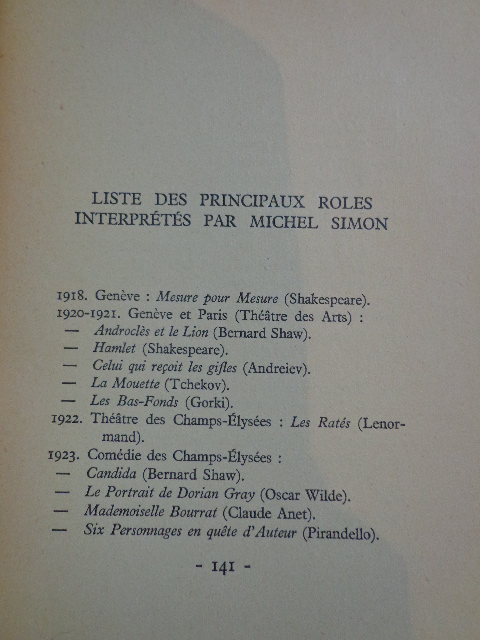 LISTE DES PRINCIPAUX ROLES
INTERPRÉTÉS PAR MICHEL SIMON
1918. Genève : Mesure pour Mesure (Shakespeare).
1920-1921. Genève et Paris (Théâtre des Arts) :
— Androclès et le Lion (Bernard Shaw).
— Hamlet (Shakespeare).
— Celui qui reçoit les gifles (Andreiev).
— La Mouette (Tchekov).
— Les Bas-Fonds (Gorki).
1922. Théâtre des Champs-Élysées : Les Ratés (Lenor-
mand).
1923. Comédie des Champs-Élysées :
— Candida (Bernard Shaw).
— Le Portrait de Dorian Gray (Oscar Wilde).
— Mademoiselle Bourrat (Claude Anet).
— Six Personnages en quête d'Auteur (Pirandello).
- 141 -